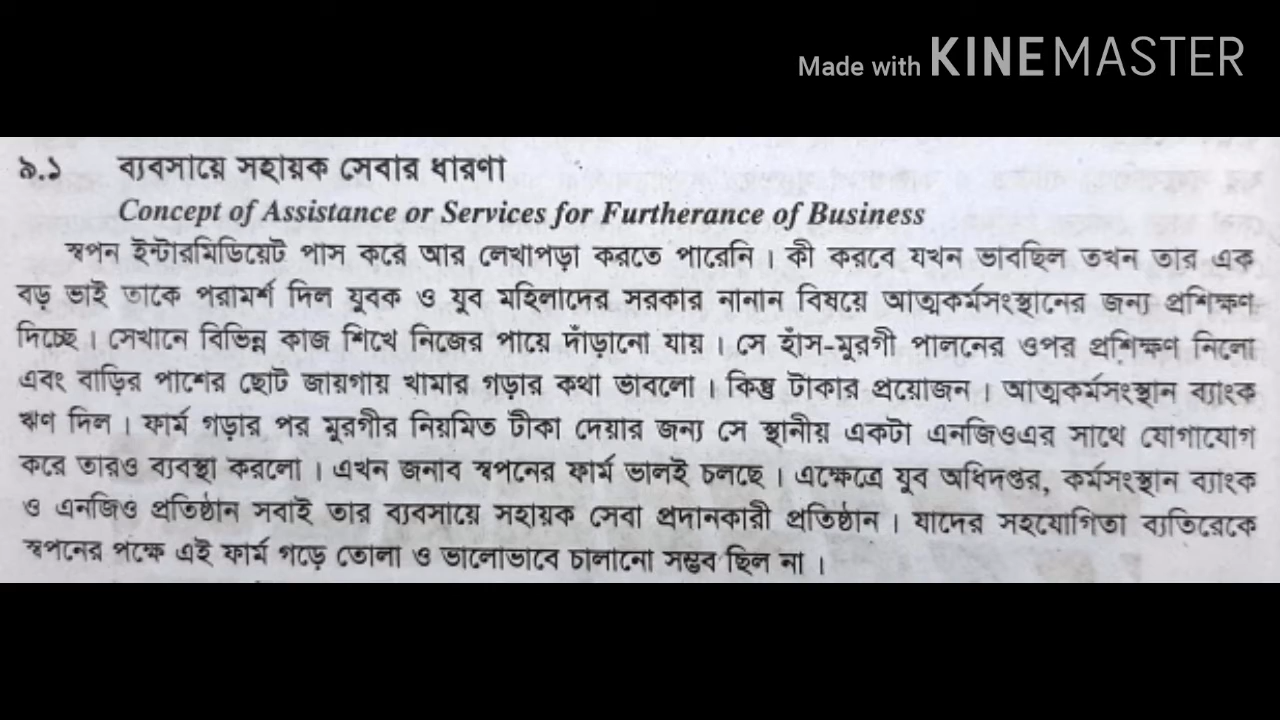 Made with KINEMASTER
৯.১ ব্যবসায়ে সহায়ক সেবার ধারণা
Concept of Assistance or Services for Furtherance of Business
স্বপন ইন্টারমিডিয়েট পাস করে আর লেখাপড়া করতে পারেনি। কী করবে যখন ভাবছিল তখন তার এক
বড় ভাই তাকে পরামর্শ দিল যুবক ও যুব মহিলাদের সরকার নানান বিষয়ে আত্মকর্মসংস্থানের জন্য প্রশিক্ষণ
দিচ্ছে। সেখানে বিভিন্ন কাজ শিখে নিজের পায়ে দাঁড়ানো যায়। সে হাঁস-মুরগী পালনের ওপর প্রশিক্ষণ নিলো
এবং বাড়ির পাশের ছোট জায়গায় খামার গড়ার কথা ভাবলো। কিন্তু টাকার প্রয়োজন। আত্মকর্মসংস্থান ব্যাংক
ঋণ দিল। ফার্ম গড়ার পর মুরগীর নিয়মিত টীকা দেয়ার জন্য সে স্থানীয় একটা এনজিওএর সাথে যোগাযোগ
করে তারও ব্যবস্থা করলো। এখন জনাব স্বপনের ফার্ম ভালই চলছে। এক্ষেত্রে যুব অধিদপ্তর, কর্মসংস্থান ব্যাংক
ও এনজিও প্রতিষ্ঠান সবাই তার ব্যবসায়ে সহায়ক সেবা প্রদানকারী প্রতিষ্ঠান। যাদের সহযোগিতা ব্যতিরেকে
স্বপনের পক্ষে এই ফার্ম গড়ে তোলা ও ভালোভাবে চালানো সম্ভব ছিল না।